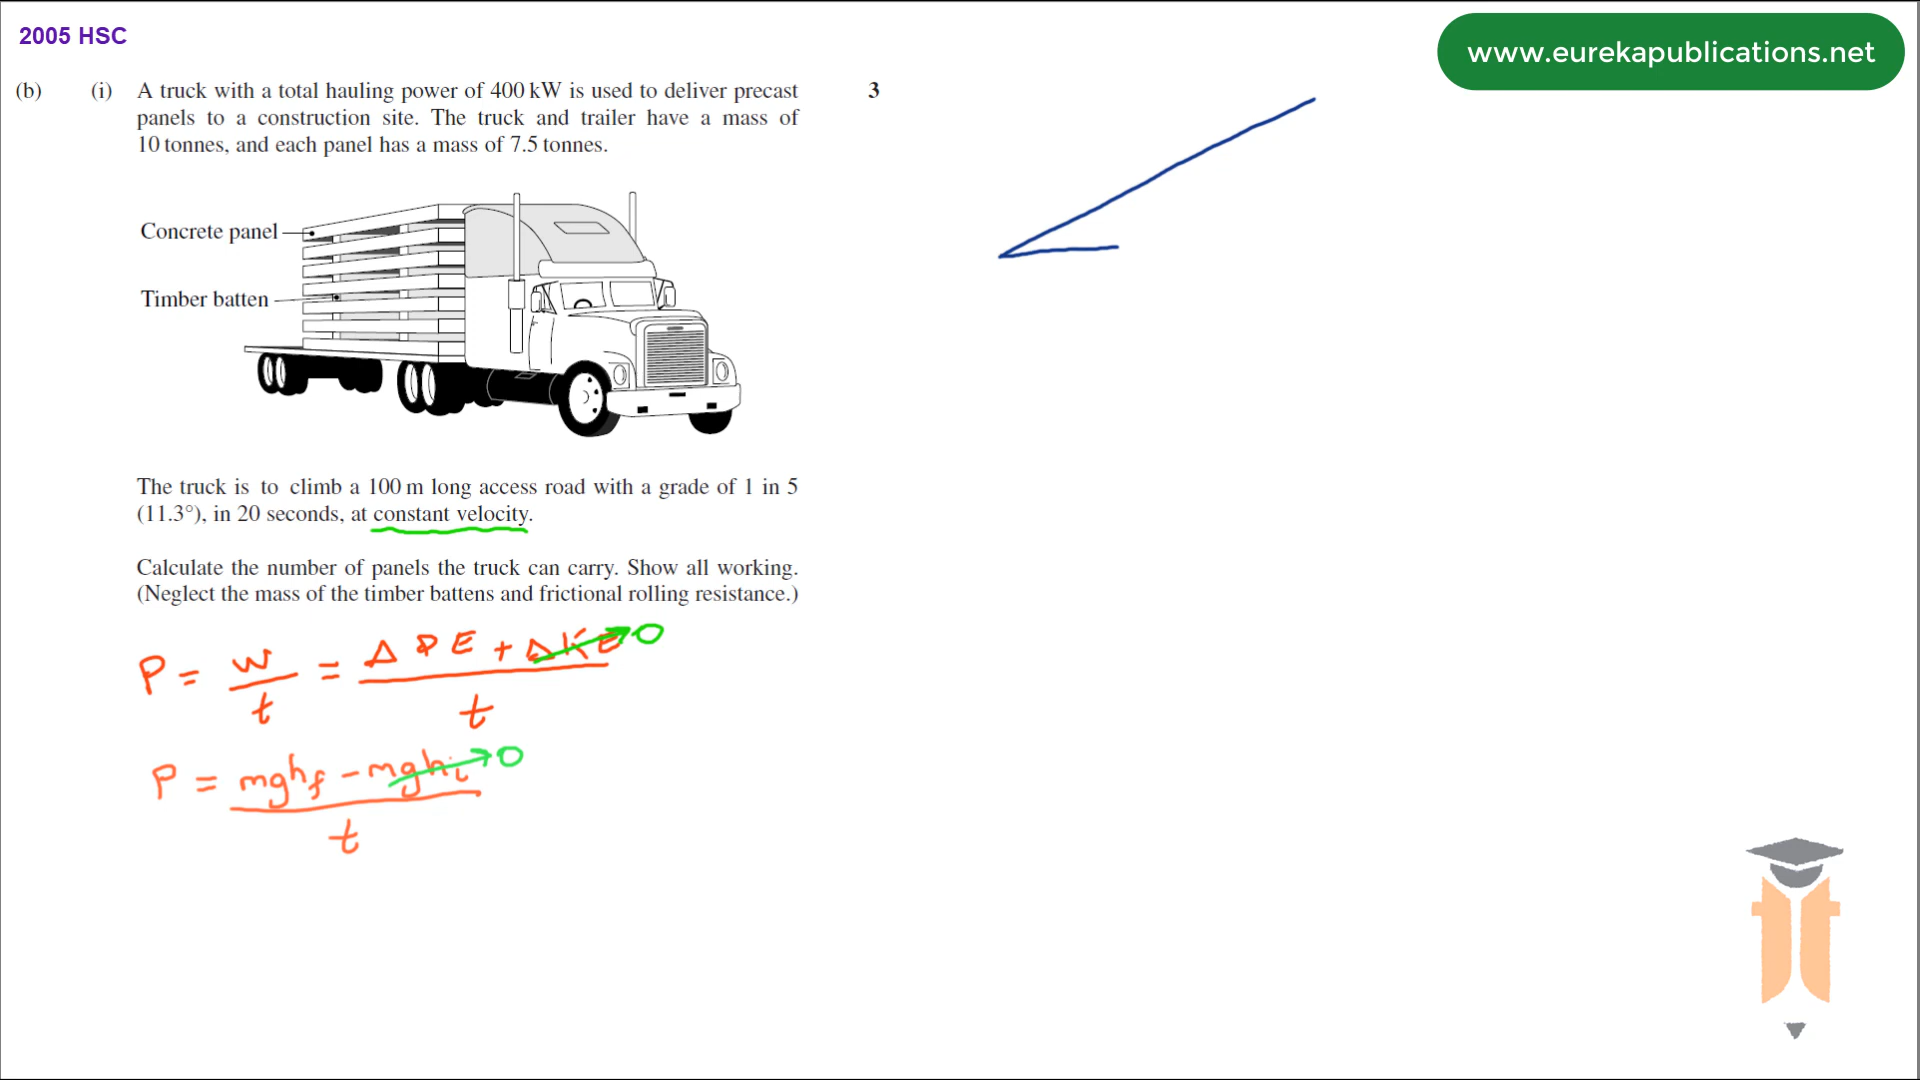 2005 HSC
www.eurekapublications.net
(b) (i) A truck with a total hauling power of 400 kW is used to deliver precast 3
panels to a construction site. The truck and trailer have a mass of
10 tonnes, and each panel has a mass of 7.5 tonnes.
Concrete panel
Timber batten
The truck is to climb a 100 m long access road with a grade of 1 in 5
(11.3°), in 20 seconds, at constant velocity.
Calculate the number of panels the truck can carry. Show all working.
(Neglect the mass of the timber battens and frictional rolling resistance.)
P = W/t = (ΔPE + ΔKE → 0)/t
P = (mgh_f − mgh_i → 0)/t